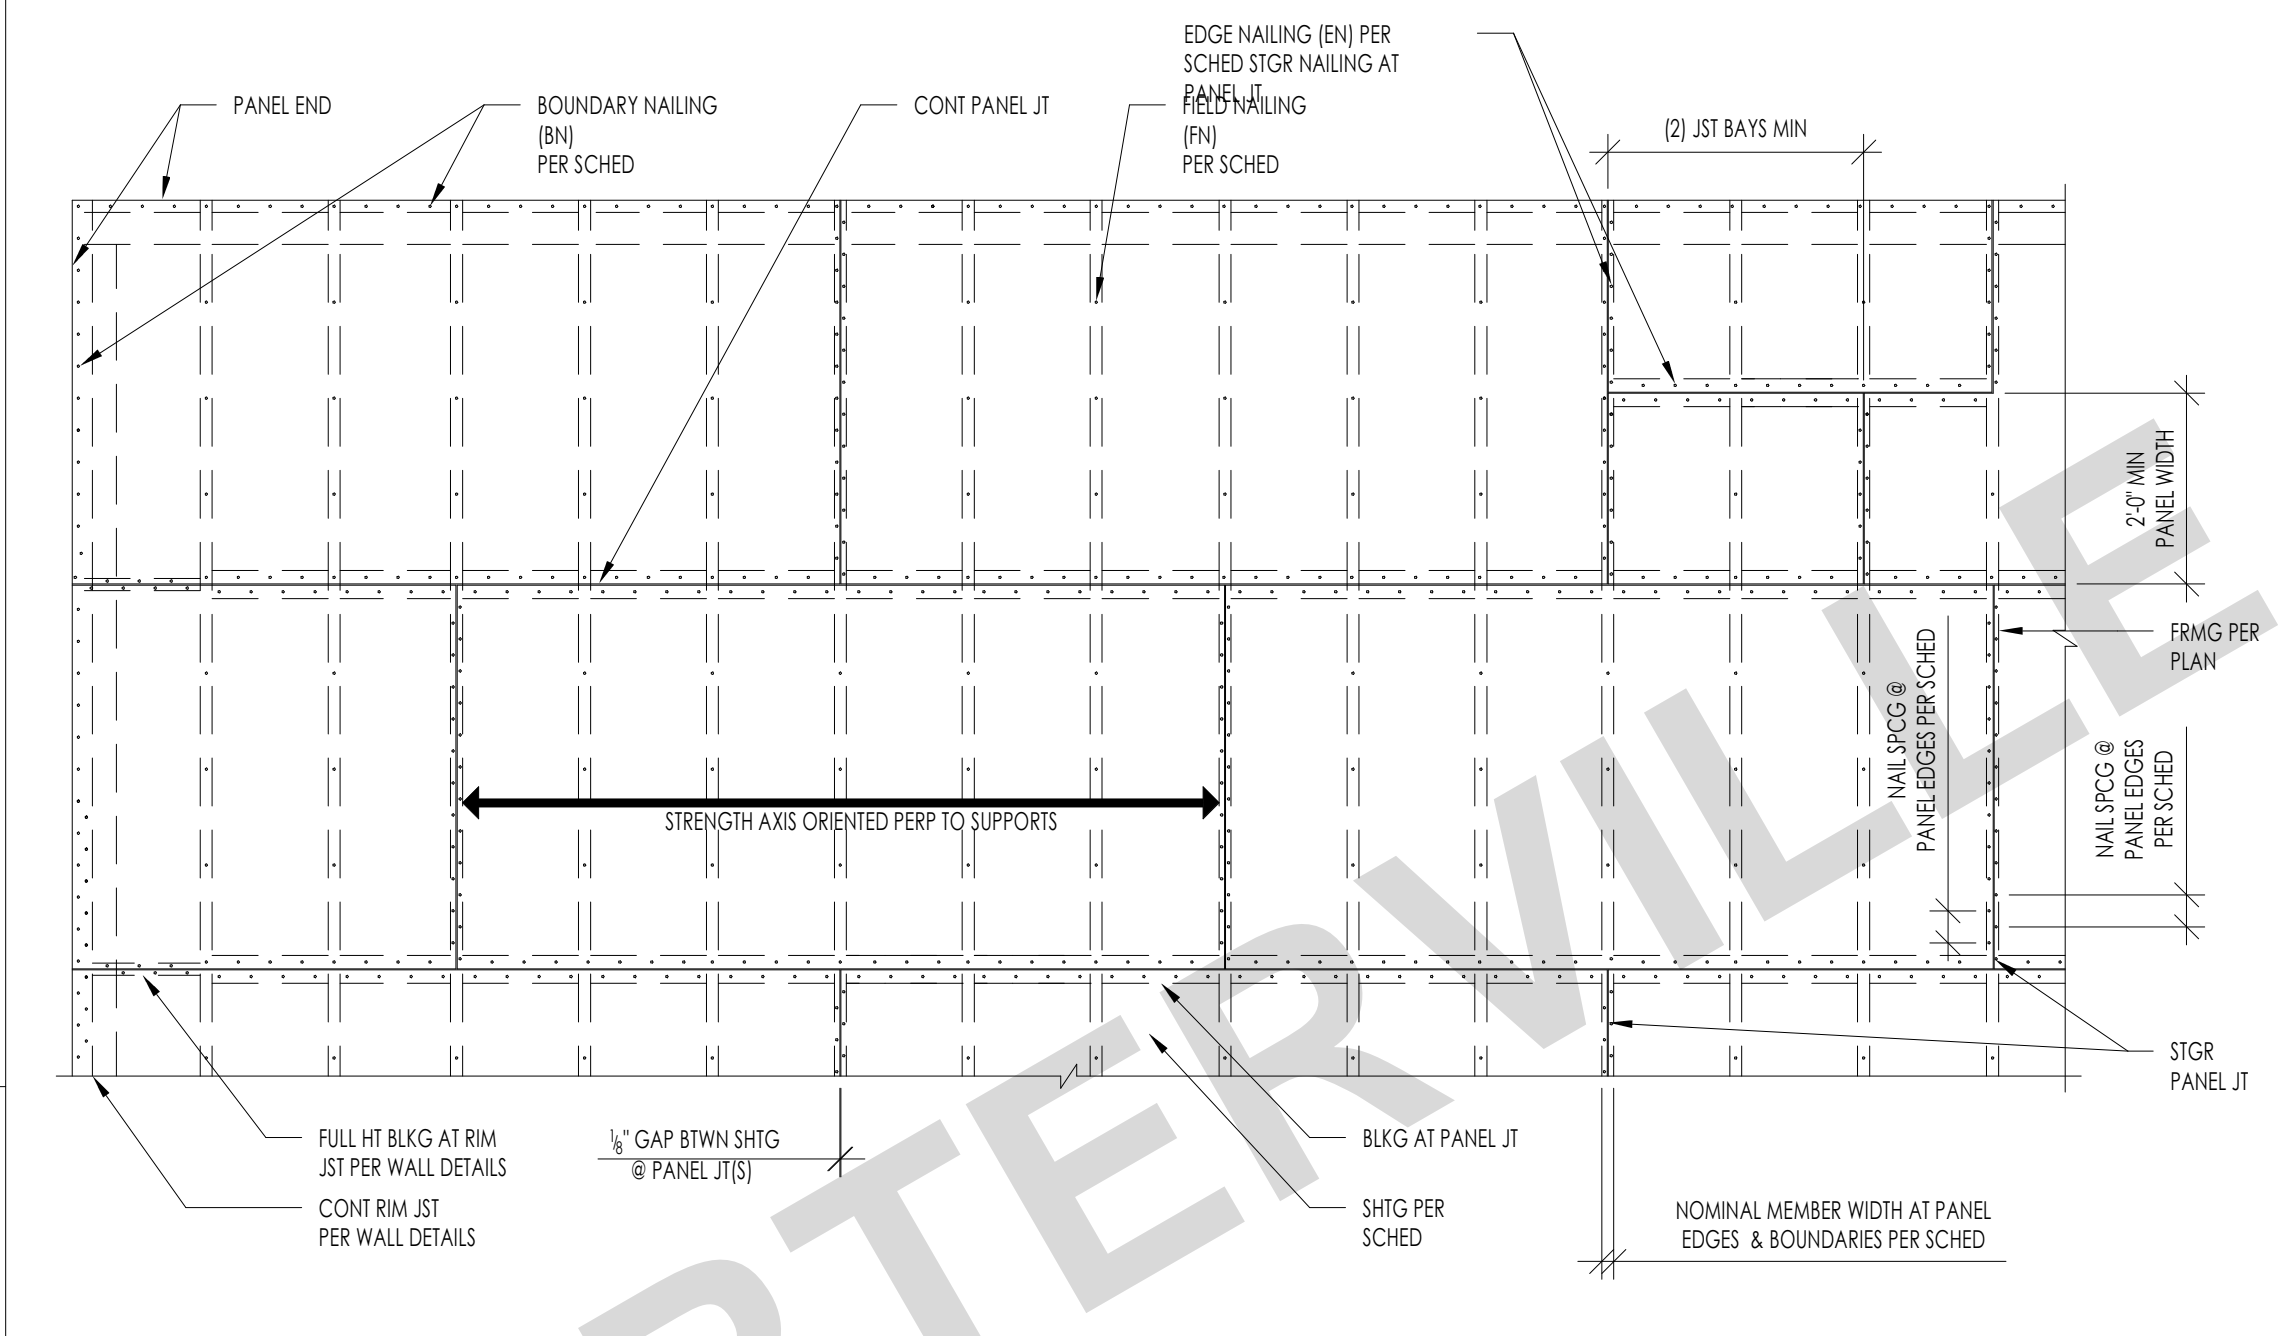 EDGE NAILING (EN) PER
SCHED STGR NAILING AT
PANEL JT
PANEL END
BOUNDARY NAILING
(BN)
PER SCHED
CONT PANEL JT
FIELD NAILING
(FN)
PER SCHED
(2) JST BAYS MIN
2'-0" MIN
PANEL WIDTH
FRMG PER
PLAN
NAIL SPCG @
PANEL EDGES PER SCHED
NAIL SPCG @
PANEL EDGES
PER SCHED
STRENGTH AXIS ORIENTED PERP TO SUPPORTS
STGR
PANEL JT
FULL HT BLKG AT RIM
JST PER WALL DETAILS
CONT RIM JST
PER WALL DETAILS
⅛" GAP BTWN SHTG
@ PANEL JT(S)
BLKG AT PANEL JT
SHTG PER
SCHED
NOMINAL MEMBER WIDTH AT PANEL
EDGES & BOUNDARIES PER SCHED
RTERVILLE